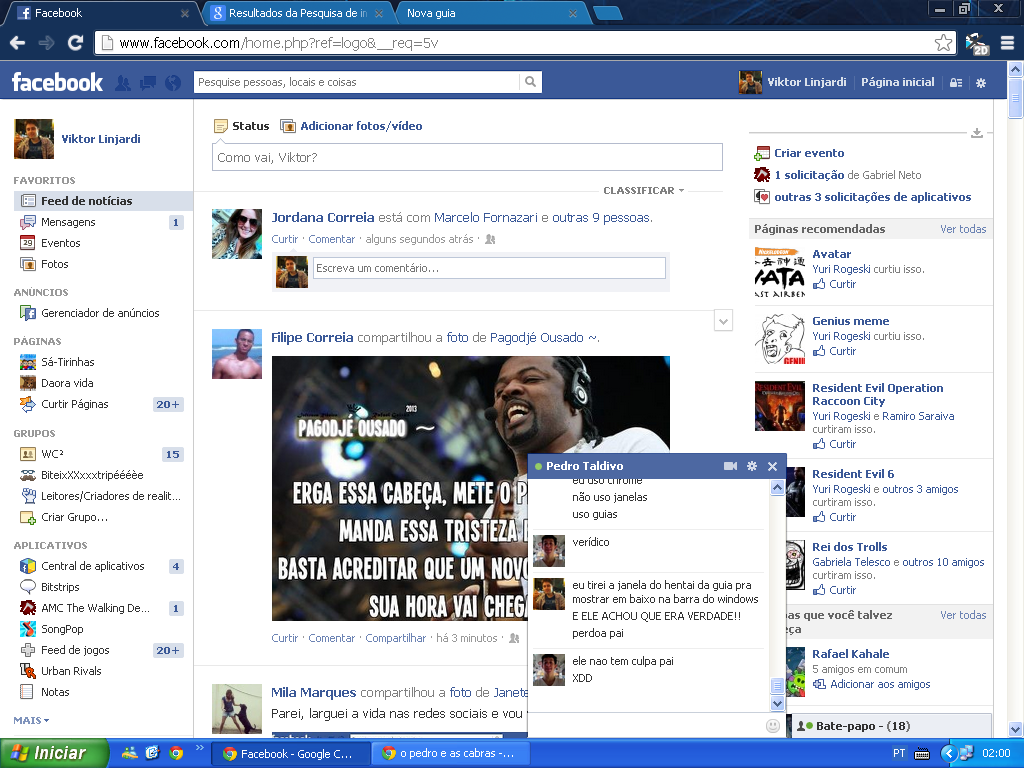 Facebook
Resultados da Pesquisa de in
Nova guia
www.facebook.com/home.php?ref=logo&__req=5v
2D
facebook
Pesquise pessoas, locais e coisas
Viktor Linjardi
Página inicial
Viktor Linjardi
FAVORITOS
Feed de notícias
Mensagens 1
Eventos
Fotos
ANÚNCIOS
Gerenciador de anúncios
PÁGINAS
Sá-Tirinhas
Daora vida
Curtir Páginas 20+
GRUPOS
WC² 15
BiteixXXxxxtripéééèe
Leitores/Criadores de realit...
Criar Grupo...
APLICATIVOS
Central de aplicativos 4
Bitstrips
AMC The Walking De... 1
SongPop
Feed de jogos 20+
Urban Rivals
Notas
MAIS
Status Adicionar fotos/vídeo
Como vai, Viktor?
CLASSIFICAR
Jordana Correia está com Marcelo Fornazari e outras 9 pessoas.
Curtir · Comentar · alguns segundos atrás ·
Escreva um comentário...
Filipe Correia compartilhou a foto de Pagodjé Ousado ~.
2013
PAGODJÉ OUSADO ~
ERGA ESSA CABEÇA, METE O P
MANDA ESSA TRISTEZA
BASTA ACREDITAR QUE UM NOVO
SUA HORA VAI CHEGA
Curtir · Comentar · Compartilhar · há 3 minutos ·
Mila Marques compartilhou a foto de Janete
Parei, larguei a vida nas redes sociais e vou
Criar evento
1 solicitação de Gabriel Neto
outras 3 solicitações de aplicativos
Páginas recomendadas Ver todas
Avatar
Yuri Rogeski curtiu isso.
Curtir
Genius meme
Yuri Rogeski curtiu isso.
Curtir
GENIU
Resident Evil Operation
Raccoon City
Yuri Rogeski e Ramiro Saraiva
curtiram isso.
Curtir
Resident Evil 6
Yuri Rogeski e outros 3 amigos
curtiram isso.
Curtir
Rei dos Trolls
Gabriela Telesco e outros 10 amigos
curtiram isso.
Curtir
as que você talvez Ver todas
eça
Rafael Kahale
5 amigos em comum
Adicionar aos amigos
Pedro Taldivo
eu uso chrome
não uso janelas
uso guias
verídico
eu tirei a janela do hentai da guia pra
mostrar em baixo na barra do windows
E ELE ACHOU QUE ERA VERDADE!!
perdoa pai
ele nao tem culpa pai
XDD
Bate-papo - (18)
Iniciar
Facebook - Google C...
o pedro e as cabras -...
PT
02:00